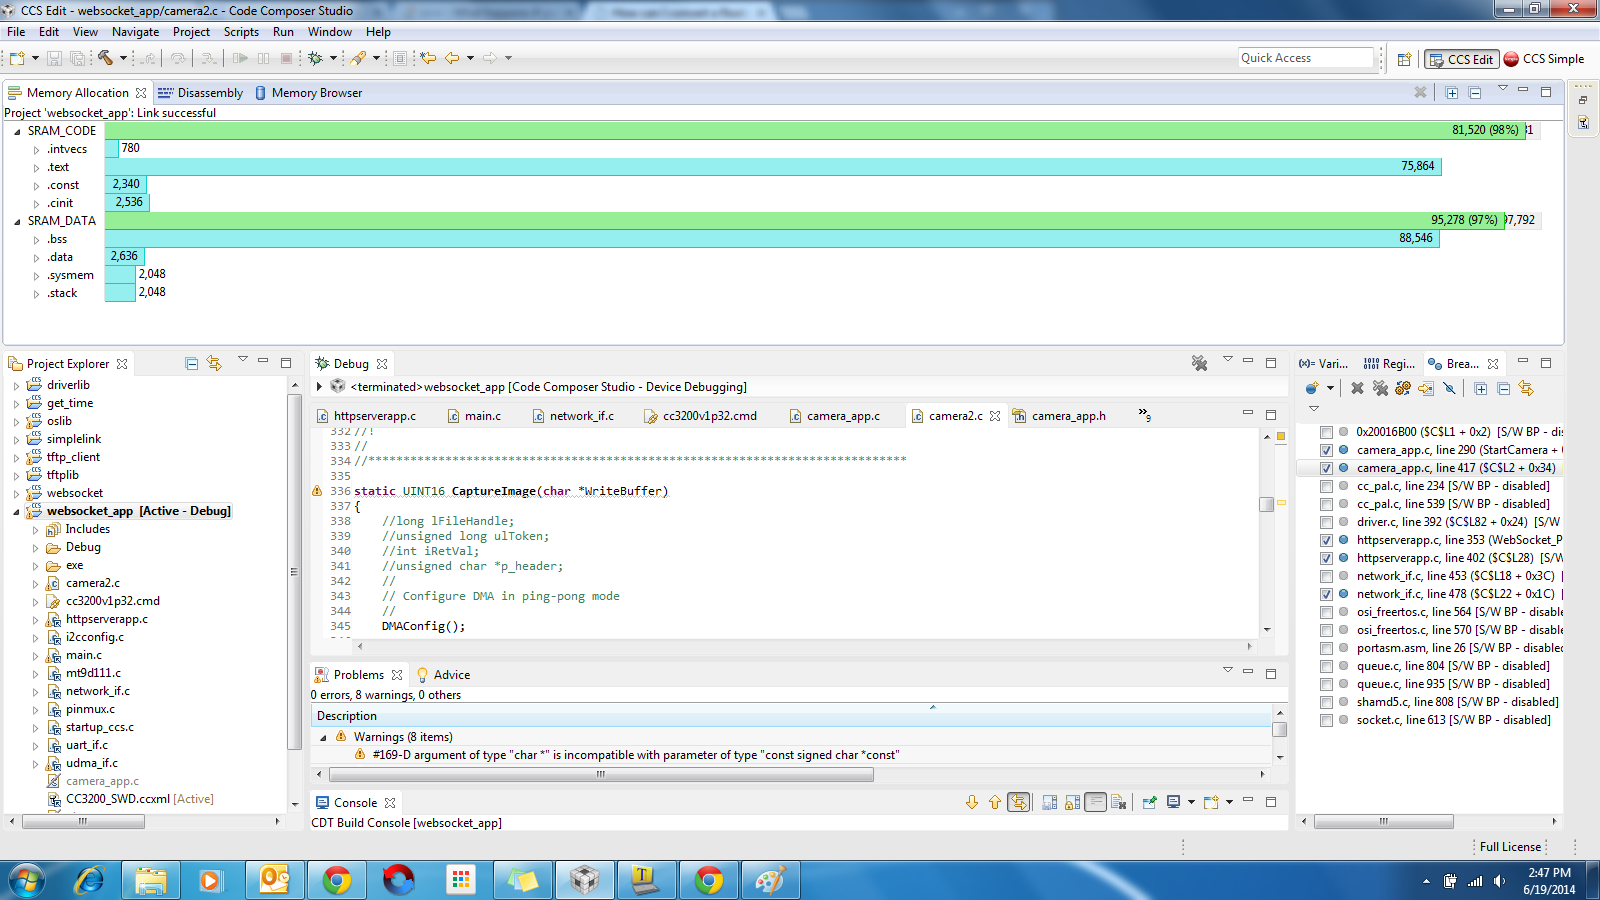 CCS Edit - websocket_app/camera2.c - Code Composer Studio
File Edit View Navigate Project Scripts Run Window Help
Quick Access
CCS Edit
CCS Simple
Memory Allocation
Disassembly
Memory Browser
Project 'websocket_app': Link successful
SRAM_CODE 81,520 (98%)
.intvecs 780
.text 75,864
.const 2,340
.cinit 2,536
SRAM_DATA 95,278 (97%) 97,792
.bss 88,546
.data 2,636
.sysmem 2,048
.stack 2,048
Project Explorer
driverlib
get_time
oslib
simplelink
tftp_client
tftplib
websocket
websocket_app [Active - Debug]
Includes
Debug
exe
camera2.c
cc3200v1p32.cmd
httpserverapp.c
i2cconfig.c
main.c
mt9d111.c
network_if.c
pinmux.c
startup_ccs.c
uart_if.c
udma_if.c
camera_app.c
CC3200_SWD.ccxml [Active]
Debug
<terminated>websocket_app [Code Composer Studio - Device Debugging]
httpserverapp.c main.c network_if.c cc3200v1p32.cmd camera_app.c camera2.c camera_app.h »9
332 //!
333 //
334 //*****************************************************************************
335
336 static UINT16 CaptureImage(char *WriteBuffer)
337 {
338 //long lFileHandle;
339 //unsigned long ulToken;
340 //int iRetVal;
341 //unsigned char *p_header;
342 //
343 // Configure DMA in ping-pong mode
344 //
345 DMAConfig();
Problems
Advice
0 errors, 8 warnings, 0 others
Description
Warnings (8 items)
#169-D argument of type "char *" is incompatible with parameter of type "const signed char *const"
Console
CDT Build Console [websocket_app]
(x)= Vari...
Regi...
Brea...
0x20016B00 ($C$L1 + 0x2) [S/W BP - di
camera_app.c, line 290 (StartCamera +
camera_app.c, line 417 ($C$L2 + 0x34)
cc_pal.c, line 234 [S/W BP - disabled]
cc_pal.c, line 539 [S/W BP - disabled]
driver.c, line 392 ($C$L82 + 0x24) [S/W
httpserverapp.c, line 353 (WebSocket_P
httpserverapp.c, line 402 ($C$L28) [S/W
network_if.c, line 453 ($C$L18 + 0x3C) [
network_if.c, line 478 ($C$L22 + 0x1C) [
osi_freertos.c, line 564 [S/W BP - disable
osi_freertos.c, line 570 [S/W BP - disable
portasm.asm, line 26 [S/W BP - disable
queue.c, line 804 [S/W BP - disabled]
queue.c, line 935 [S/W BP - disabled]
shamd5.c, line 808 [S/W BP - disabled]
socket.c, line 613 [S/W BP - disabled]
Full License
2:47 PM
6/19/2014